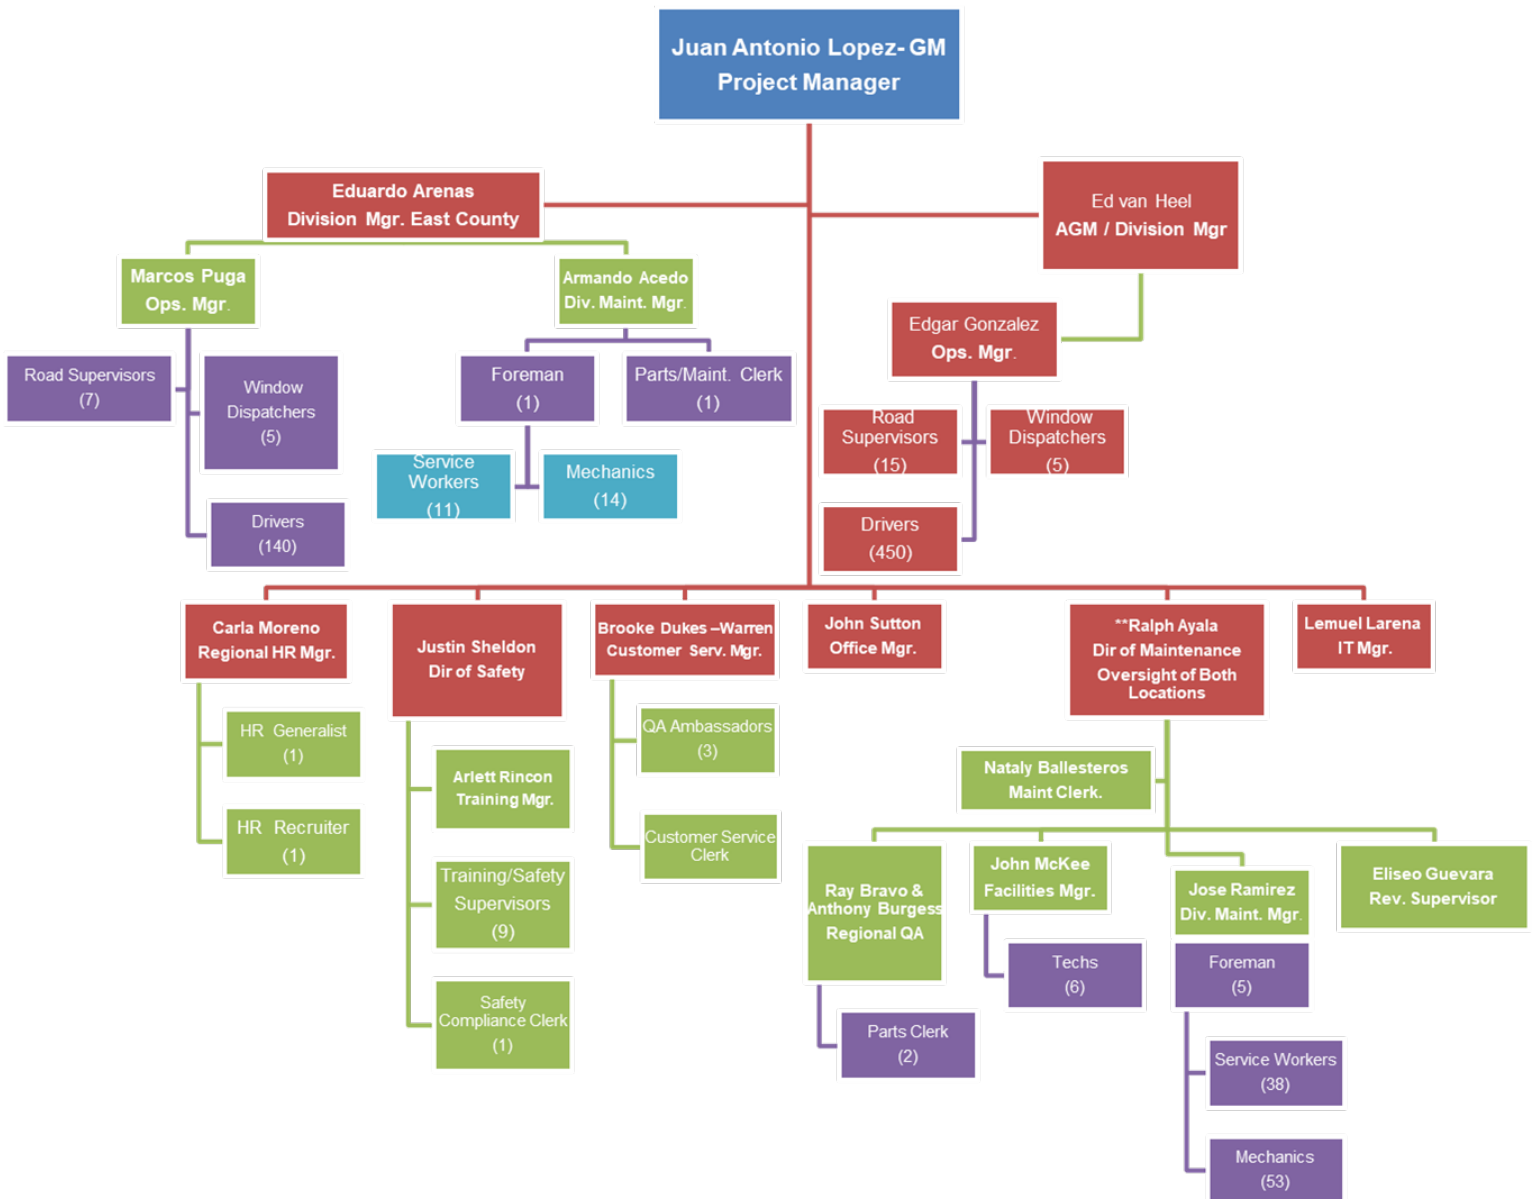 Juan Antonio Lopez- GM
Project Manager
Eduardo Arenas
Division Mgr. East County
Ed van Heel
AGM / Division Mgr
Marcos Puga
Ops. Mgr.
Armando Acedo
Div. Maint. Mgr.
Edgar Gonzalez
Ops. Mgr.
Road Supervisors
(7)
Window
Dispatchers
(5)
Drivers
(140)
Foreman
(1)
Parts/Maint. Clerk
(1)
Service
Workers
(11)
Mechanics
(14)
Road
Supervisors
(15)
Window
Dispatchers
(5)
Drivers
(450)
Carla Moreno
Regional HR Mgr.
HR Generalist
(1)
HR Recruiter
(1)
Justin Sheldon
Dir of Safety
Arlett Rincon
Training Mgr.
Training/Safety
Supervisors
(9)
Safety
Compliance Clerk
(1)
Brooke Dukes –Warren
Customer Serv. Mgr.
QA Ambassadors
(3)
Customer Service
Clerk
John Sutton
Office Mgr.
**Ralph Ayala
Dir of Maintenance
Oversight of Both
Locations
Lemuel Larena
IT Mgr.
Nataly Ballesteros
Maint Clerk.
Ray Bravo &
Anthony Burgess
Regional QA
Parts Clerk
(2)
John McKee
Facilities Mgr.
Techs
(6)
Jose Ramirez
Div. Maint. Mgr.
Foreman
(5)
Service Workers
(38)
Mechanics
(53)
Eliseo Guevara
Rev. Supervisor